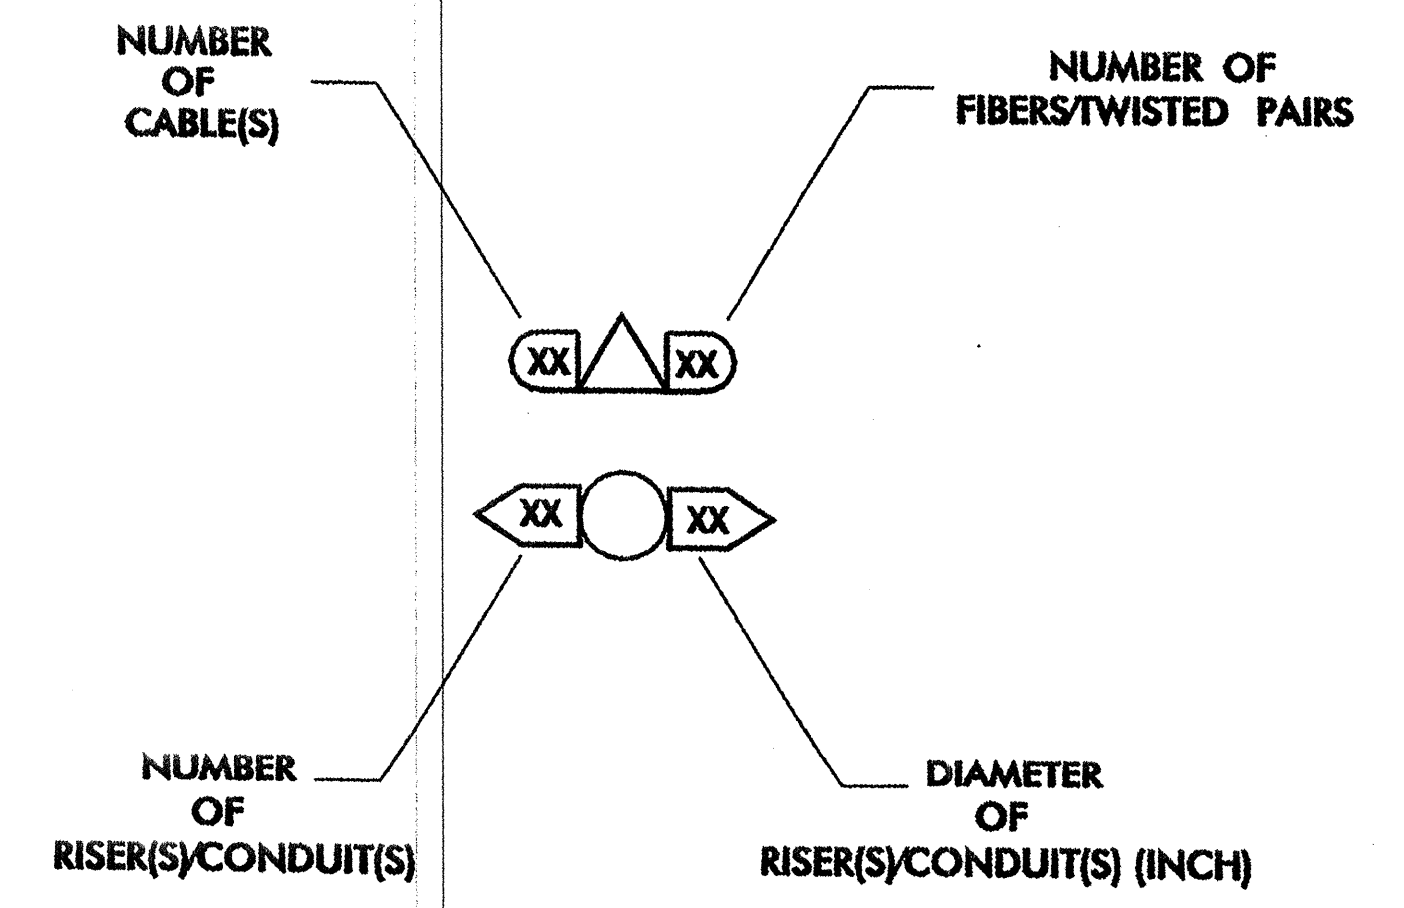 NUMBER
OF
CABLE(S)
NUMBER OF
FIBERS/TWISTED PAIRS
XX XX
XX XX
NUMBER
OF
RISER(S)/CONDUIT(S)
DIAMETER
OF
RISER(S)/CONDUIT(S) (INCH)